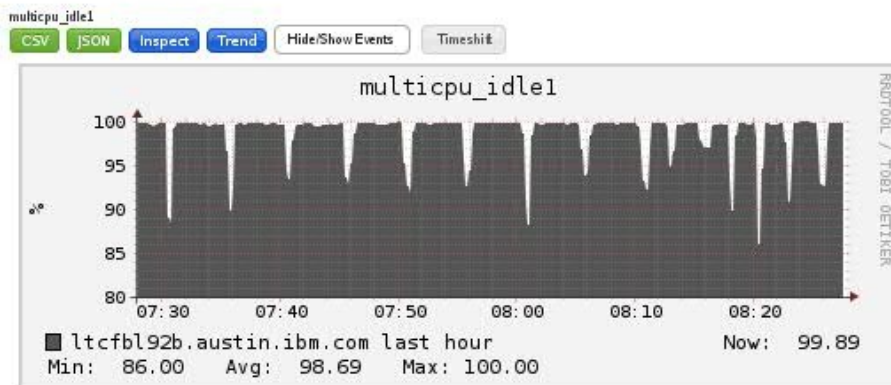 multicpu_idle1
CSV JSON Inspect Trend Hide/Show Events Timeshift
multicpu_idle1
RRDTOOL / TOBI OETIKER
100
95
90
85
80
%
07:30 07:40 07:50 08:00 08:10 08:20
ltcfbl92b.austin.ibm.com last hour Now: 99.89
Min: 86.00 Avg: 98.69 Max: 100.00